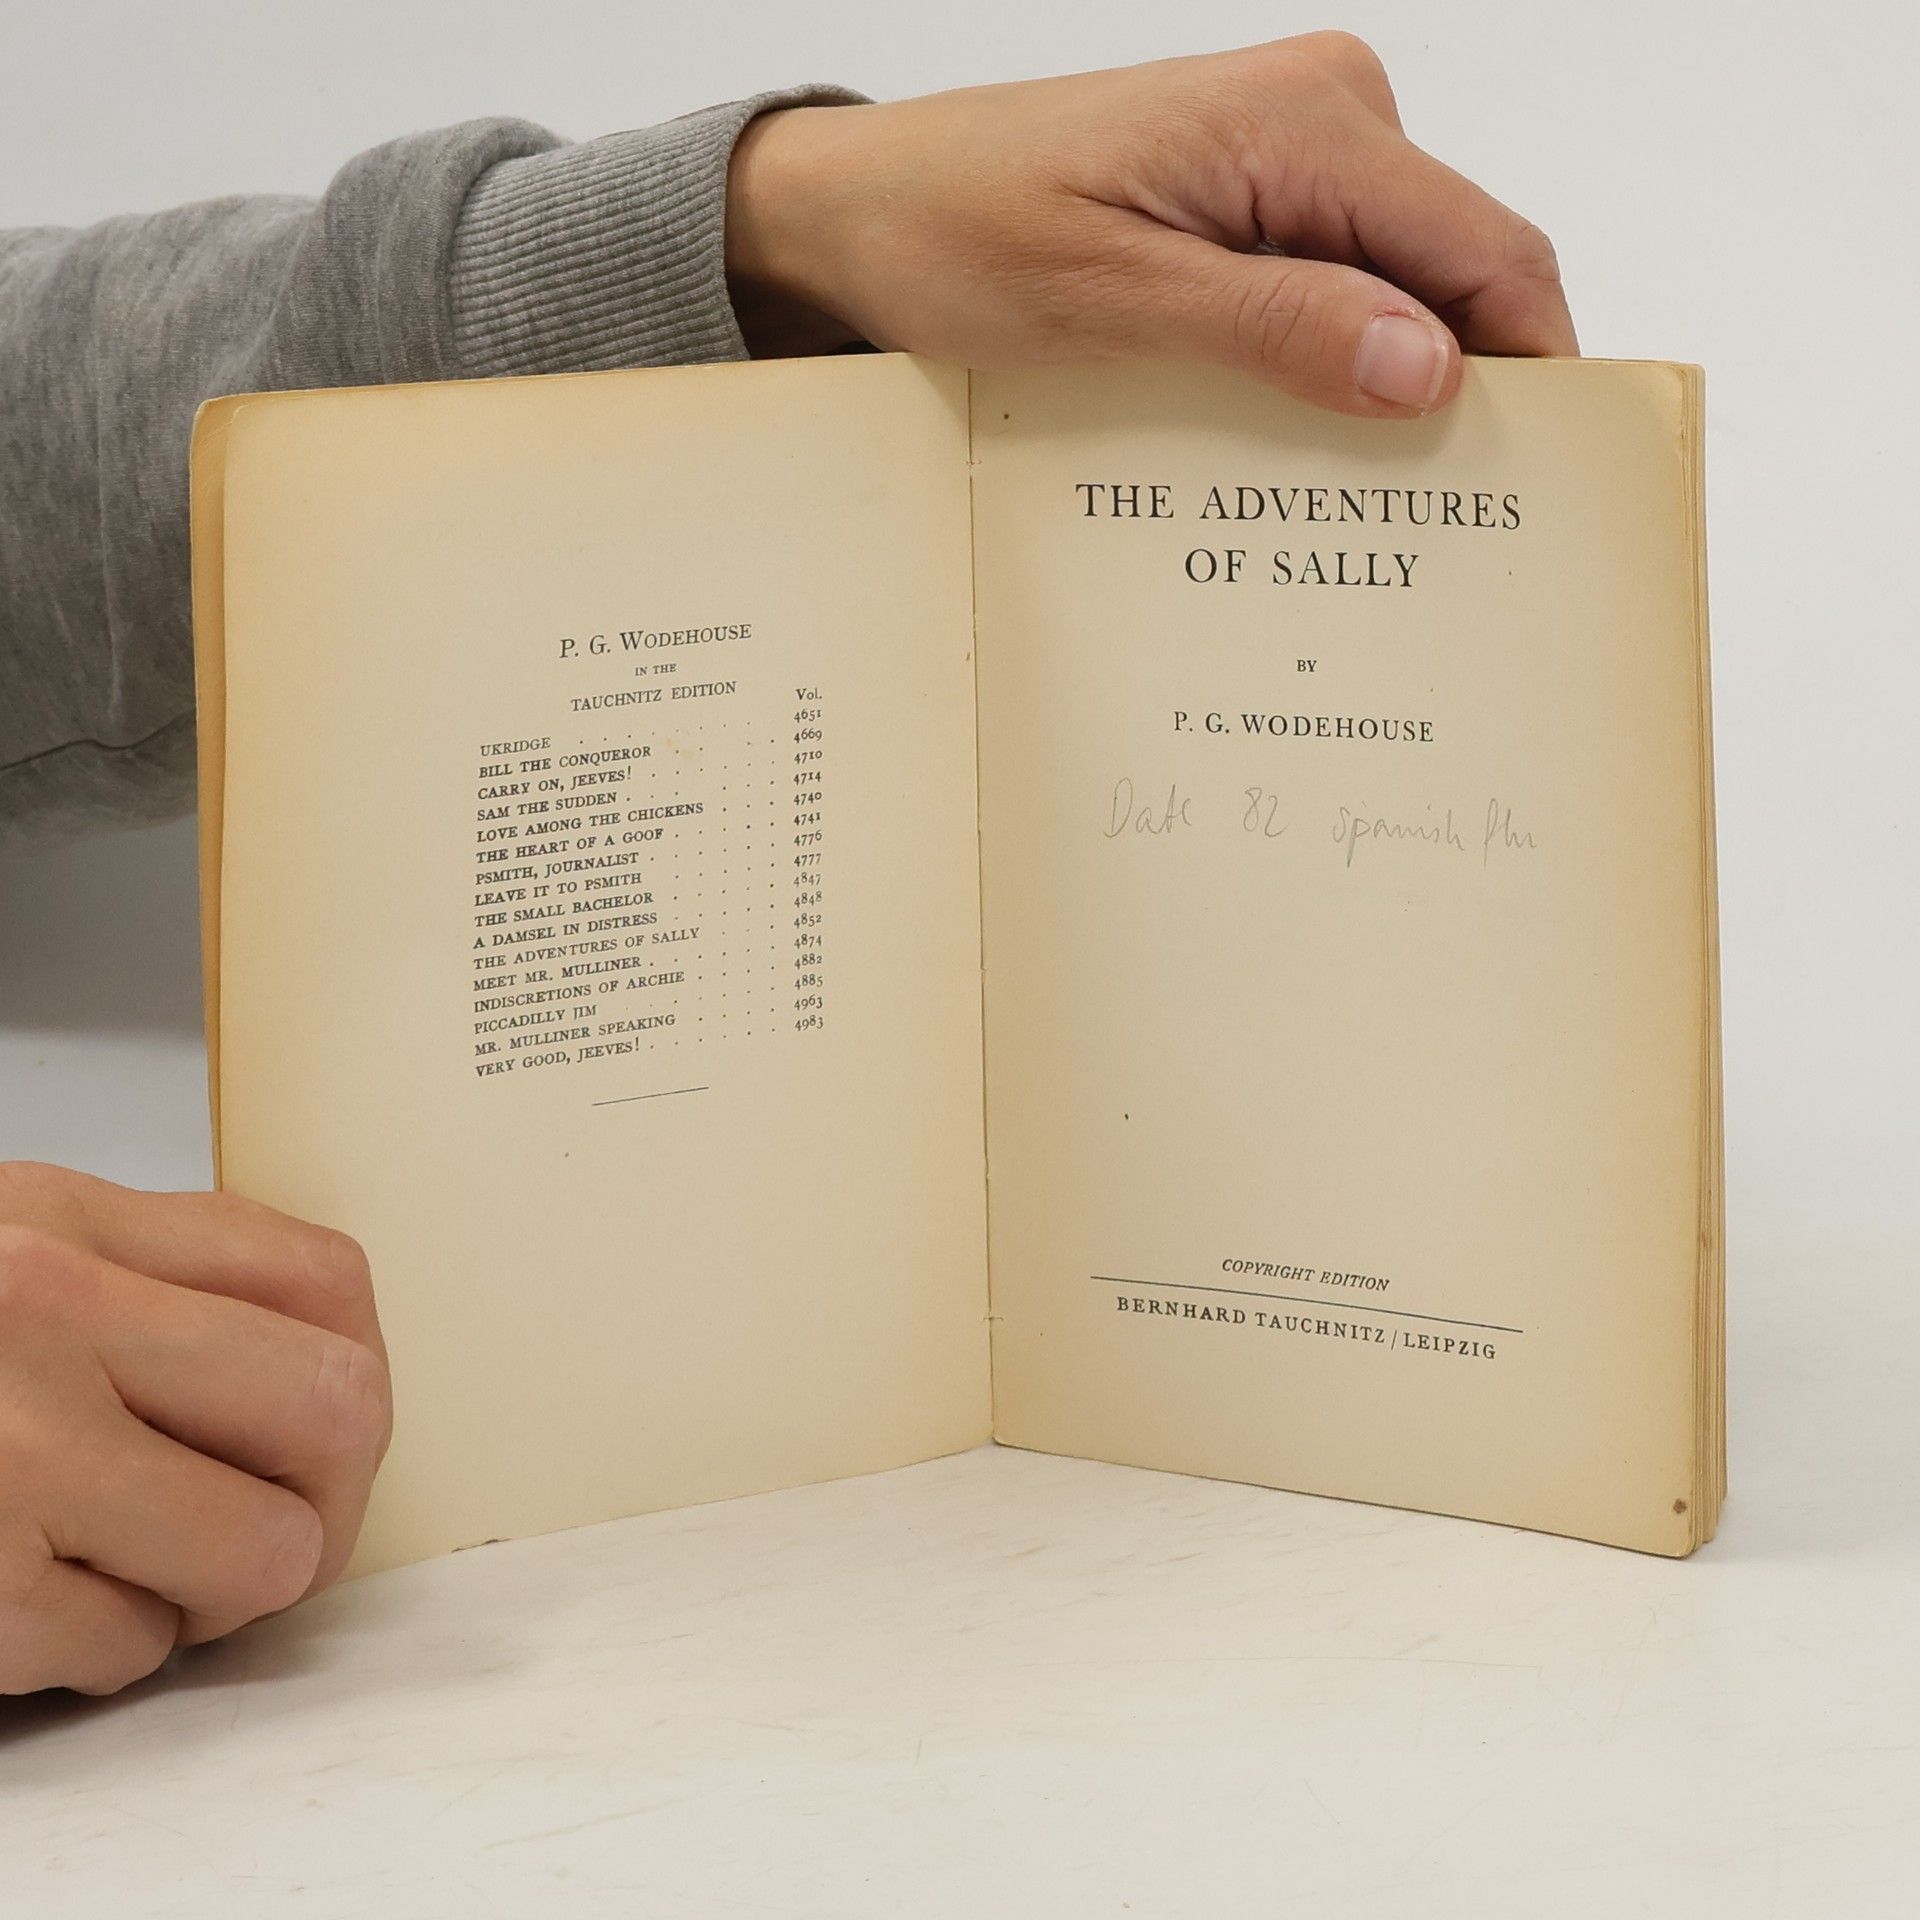 P. G. WODEHOUSE
IN THE
TAUCHNITZ EDITION
Vol.
UKRIDGE . . . . . . 4651
BILL THE CONQUEROR . . . . 4669
CARRY ON, JEEVES! . . . . . 4710
SAM THE SUDDEN . . . . . 4714
LOVE AMONG THE CHICKENS . . . 4740
THE HEART OF A GOOF . . . . 4741
PSMITH, JOURNALIST . . . . . 4776
LEAVE IT TO PSMITH . . . . 4777
THE SMALL BACHELOR . . . . 4847
A DAMSEL IN DISTRESS . . . . 4848
THE ADVENTURES OF SALLY . . . 4852
MEET MR. MULLINER . . . . . 4874
INDISCRETIONS OF ARCHIE . . . 4882
PICCADILLY JIM . . . . . 4885
MR. MULLINER SPEAKING . . . . 4963
VERY GOOD, JEEVES! . . . . . 4983
THE ADVENTURES
OF SALLY
BY
P. G. WODEHOUSE
Date 82 Spanish flu
COPYRIGHT EDITION
BERNHARD TAUCHNITZ / LEIPZIG